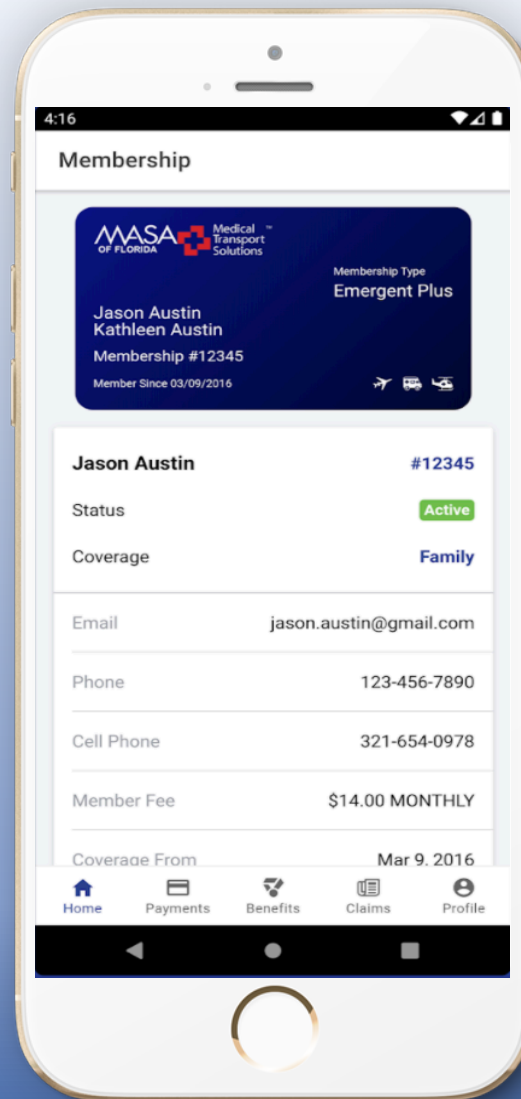 4:16
Membership
MASA Medical ™
OF FLORIDA Transport
Solutions
Membership Type
Emergent Plus
Jason Austin
Kathleen Austin
Membership #12345
Member Since 03/09/2016
Jason Austin #12345
Status Active
Coverage Family
Email jason.austin@gmail.com
Phone 123-456-7890
Cell Phone 321-654-0978
Member Fee $14.00 MONTHLY
Coverage From Mar 9, 2016
Home Payments Benefits Claims Profile